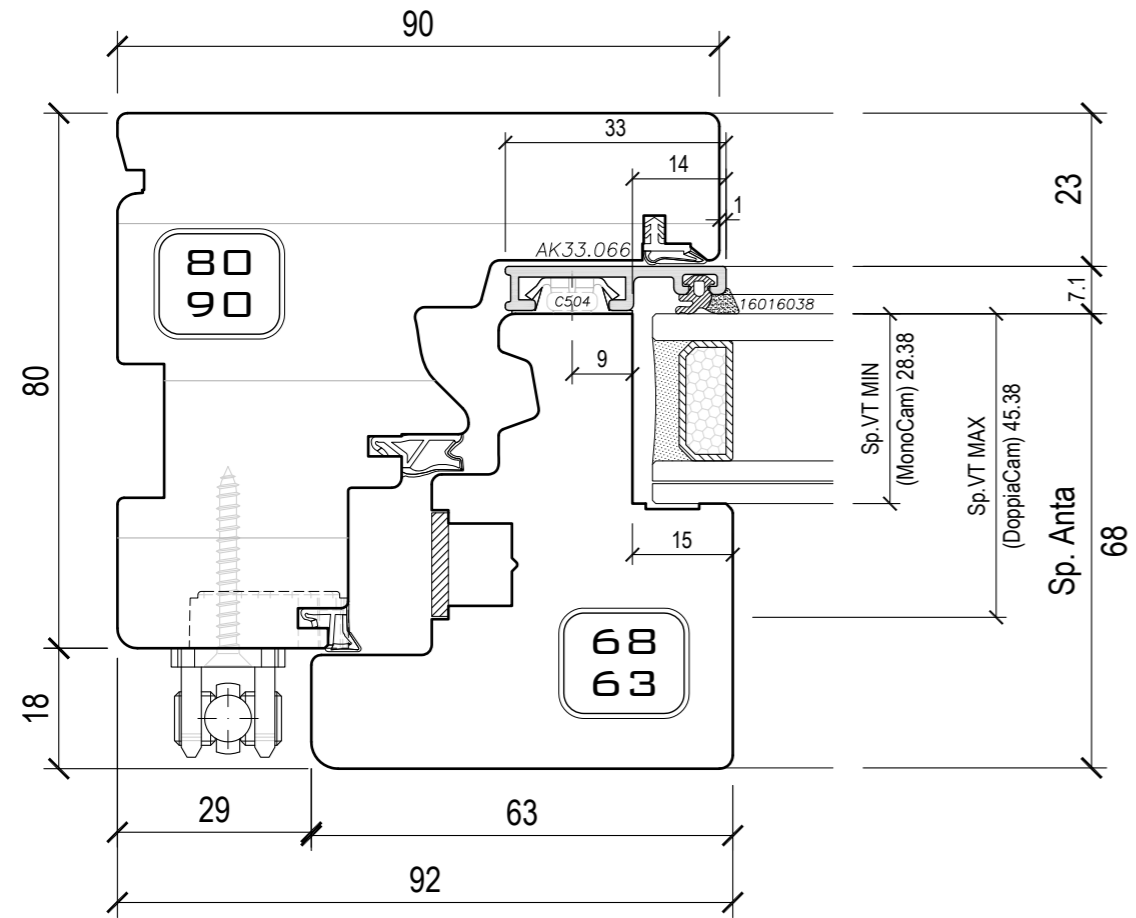 90
33
14
1
23
AK33.066
80
90
C504
16016038
7.1
9
80
Sp.VT MIN
(MonoCam) 28.38
Sp.VT MAX
(DoppiaCam) 45.38
Sp. Anta
68
15
68
63
18
29
63
92